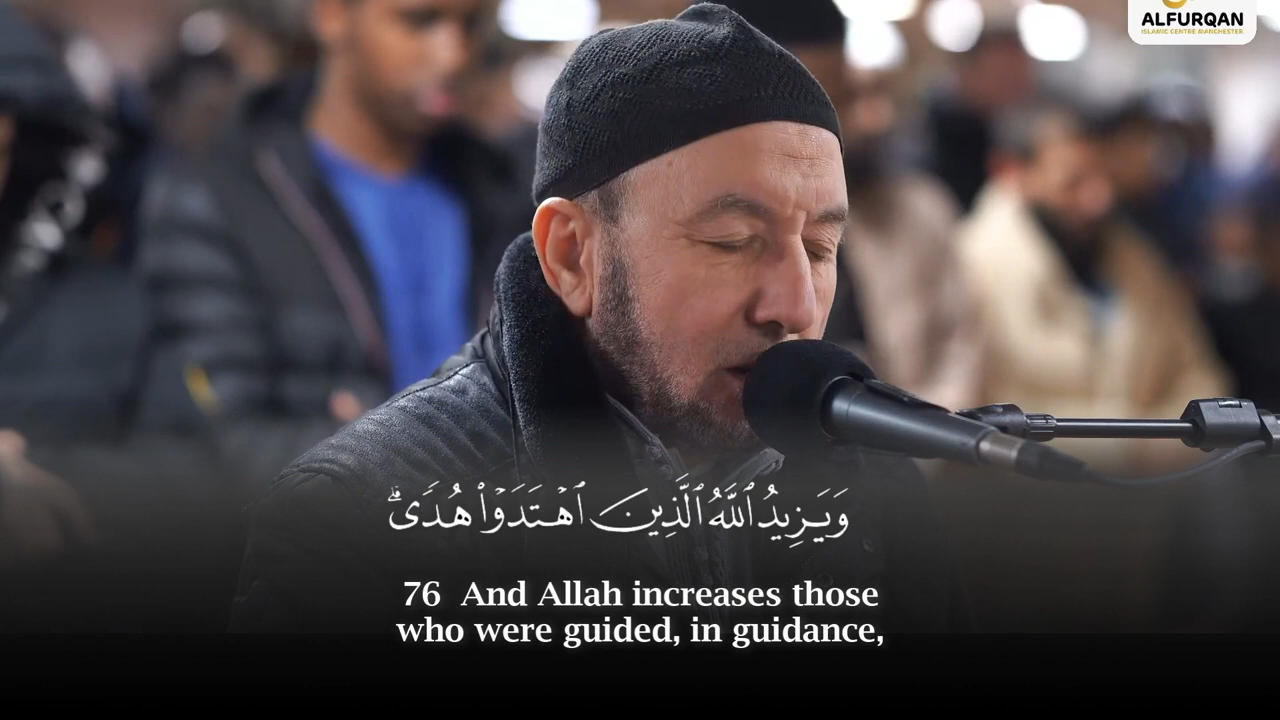 ALFURQAN
ISLAMIC CENTRE MANCHESTER
وَيَزِيدُ ٱللَّهُ ٱلَّذِينَ ٱهْتَدَوْا۟ هُدًۭى ۗ
76 And Allah increases those
who were guided, in guidance,